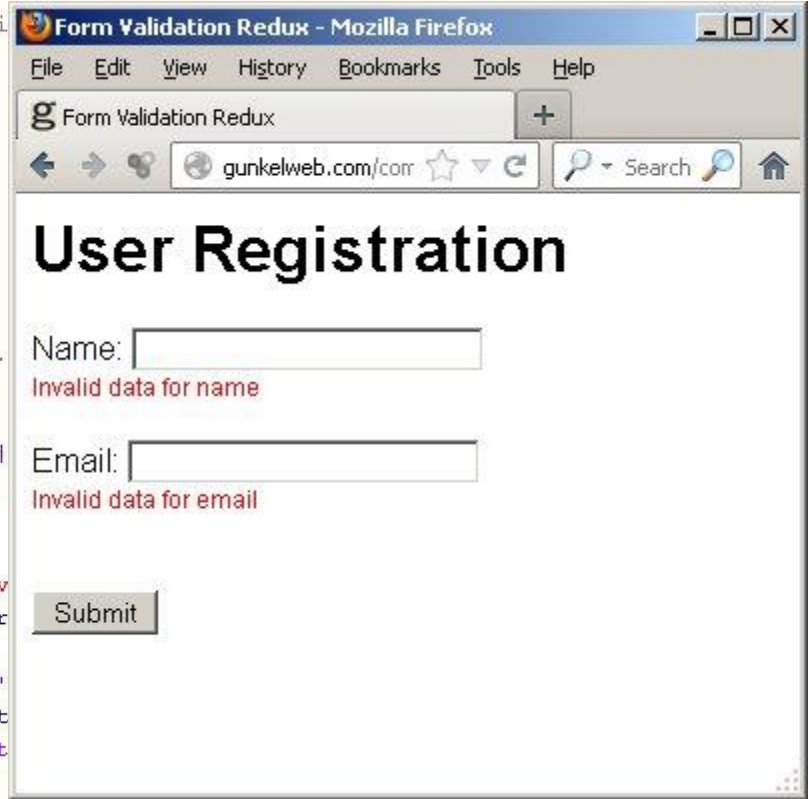 Form Validation Redux - Mozilla Firefox
File Edit View History Bookmarks Tools Help
g Form Validation Redux +
gunkelweb.com/com Search
User Registration
Name:
Invalid data for name
Email:
Invalid data for email
Submit